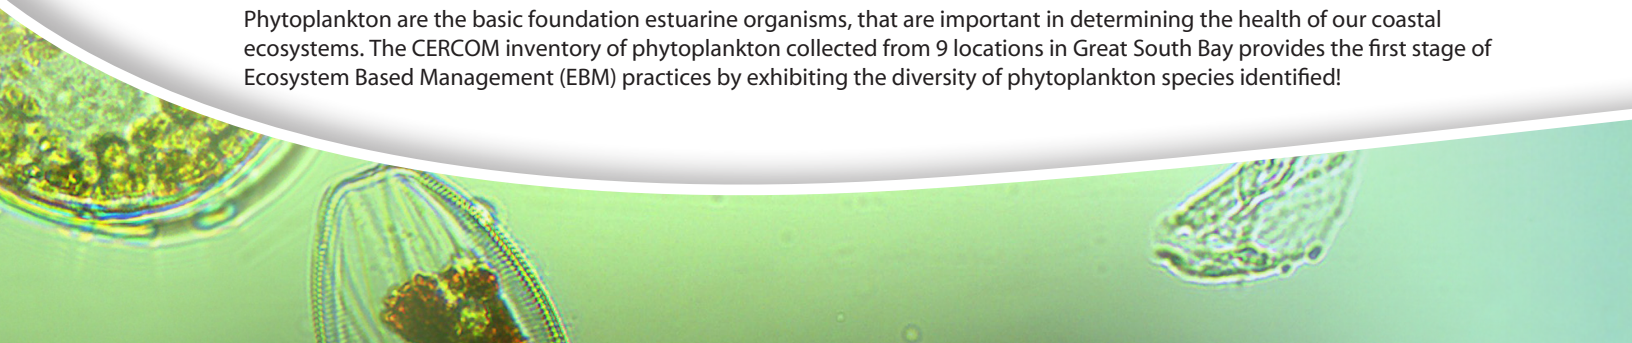 Phytoplankton are the basic foundation estuarine organisms, that are important in determining the health of our coastal
ecosystems. The CERCOM inventory of phytoplankton collected from 9 locations in Great South Bay provides the first stage of
Ecosystem Based Management (EBM) practices by exhibiting the diversity of phytoplankton species identified!